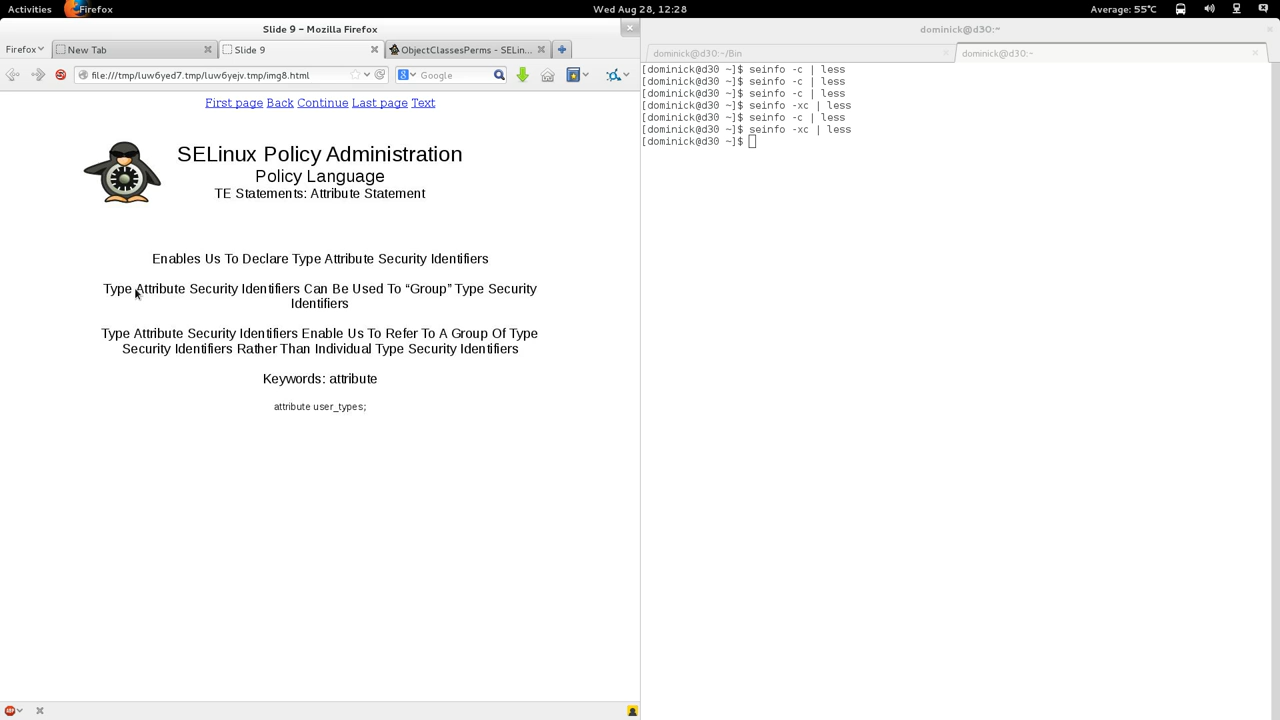 Activities
Firefox
Wed Aug 28, 12:28
Average: 55°C
Slide 9 - Mozilla Firefox
Firefox
New Tab
Slide 9
ObjectClassesPerms - SELin...
file:///tmp/luw6yed7.tmp/luw6yejv.tmp/img8.html
Google
First page Back Continue Last page Text
SELinux Policy Administration
Policy Language
TE Statements: Attribute Statement
Enables Us To Declare Type Attribute Security Identifiers
Type Attribute Security Identifiers Can Be Used To “Group” Type Security
Identifiers
Type Attribute Security Identifiers Enable Us To Refer To A Group Of Type
Security Identifiers Rather Than Individual Type Security Identifiers
Keywords: attribute
attribute user_types;
ABP
dominick@d30:~
dominick@d30:~/Bin
dominick@d30:~
[dominick@d30 ~]$ seinfo -c | less
[dominick@d30 ~]$ seinfo -c | less
[dominick@d30 ~]$ seinfo -c | less
[dominick@d30 ~]$ seinfo -xc | less
[dominick@d30 ~]$ seinfo -c | less
[dominick@d30 ~]$ seinfo -xc | less
[dominick@d30 ~]$